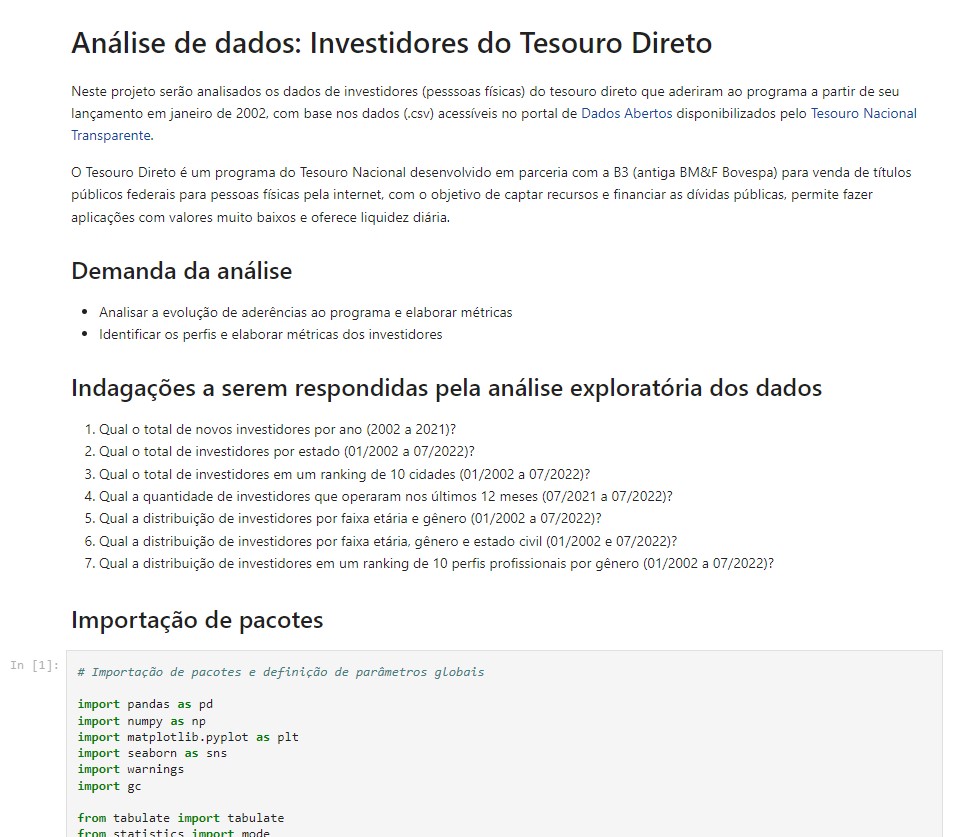 Análise de dados: Investidores do Tesouro Direto
Neste projeto serão analisados os dados de investidores (pesssoas físicas) do tesouro direto que aderiram ao programa a partir de seu
lançamento em janeiro de 2002, com base nos dados (.csv) acessíveis no portal de Dados Abertos disponibilizados pelo Tesouro Nacional
Transparente.
O Tesouro Direto é um programa do Tesouro Nacional desenvolvido em parceria com a B3 (antiga BM&F Bovespa) para venda de títulos
públicos federais para pessoas físicas pela internet, com o objetivo de captar recursos e financiar as dívidas públicas, permite fazer
aplicações com valores muito baixos e oferece liquidez diária.
Demanda da análise
• Analisar a evolução de aderências ao programa e elaborar métricas
• Identificar os perfis e elaborar métricas dos investidores
Indagações a serem respondidas pela análise exploratória dos dados
1. Qual o total de novos investidores por ano (2002 a 2021)?
2. Qual o total de investidores por estado (01/2002 a 07/2022)?
3. Qual o total de investidores em um ranking de 10 cidades (01/2002 a 07/2022)?
4. Qual a quantidade de investidores que operaram nos últimos 12 meses (07/2021 a 07/2022)?
5. Qual a distribuição de investidores por faixa etária e gênero (01/2002 a 07/2022)?
6. Qual a distribuição de investidores por faixa etária, gênero e estado civil (01/2002 e 07/2022)?
7. Qual a distribuição de investidores em um ranking de 10 perfis profissionais por gênero (01/2002 a 07/2022)?
Importação de pacotes
In [1]:
# Importação de pacotes e definição de parâmetros globais
import pandas as pd
import numpy as np
import matplotlib.pyplot as plt
import seaborn as sns
import warnings
import gc
from tabulate import tabulate
from statistics import mode